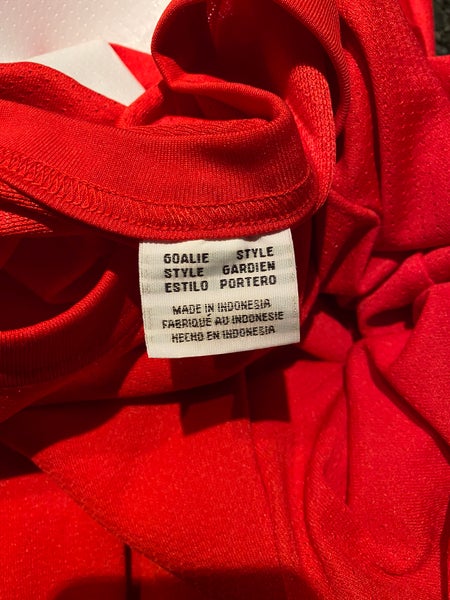 GOALIE STYLE
STYLE GARDIEN
ESTILO PORTERO
MADE IN INDONESIA
FABRIQUÉ AU INDONESIE
HECHO EN INDONESIA